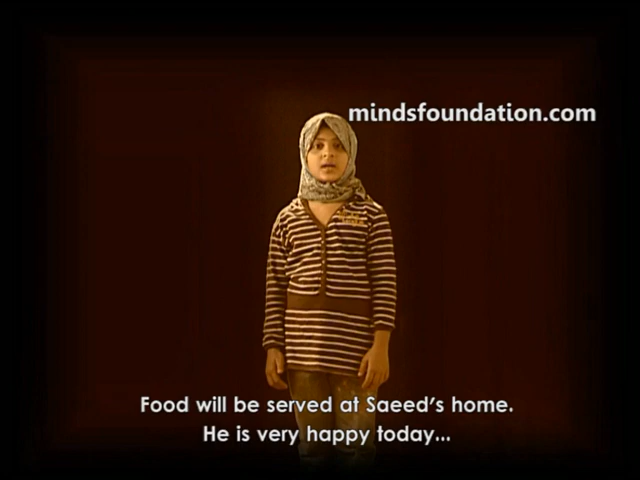 mindsfoundation.com
Food will be served at Saeed's home.
He is very happy today...